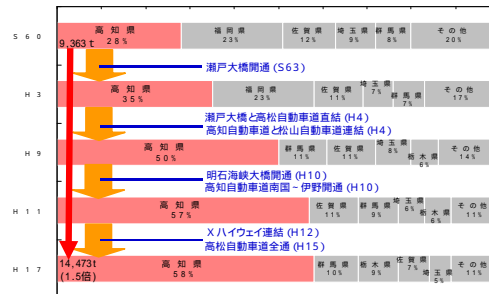 S60
高知県 福岡県 佐賀県 埼玉県 群馬県 その他
28% 23% 12% 9% 8% 20%
9,363t
瀬戸大橋開通 (S63)
H3
高知県 福岡県 佐賀県 埼玉県 群馬県 その他
35% 23% 11% 7% 7% 17%
瀬戸大橋と高松自動車道直結 (H4)
高知自動車道と松山自動車道連結 (H4)
H9
高知県 群馬県 佐賀県 埼玉県 栃木県 その他
50% 11% 11% 8% 6% 14%
明石海峡大橋開通 (H10)
高知自動車道南国～伊野開通 (H10)
H11
高知県 佐賀県 群馬県 埼玉県 栃木県 その他
57% 11% 9% 6% 6% 11%
Xハイウェイ連結 (H12)
高松自動車全通~ (H15)
H17
14,473t
(1.5倍)
高知県 群馬県 栃木県 佐賀県 埼玉県 その他
58% 10% 9% 7% 5% 11%